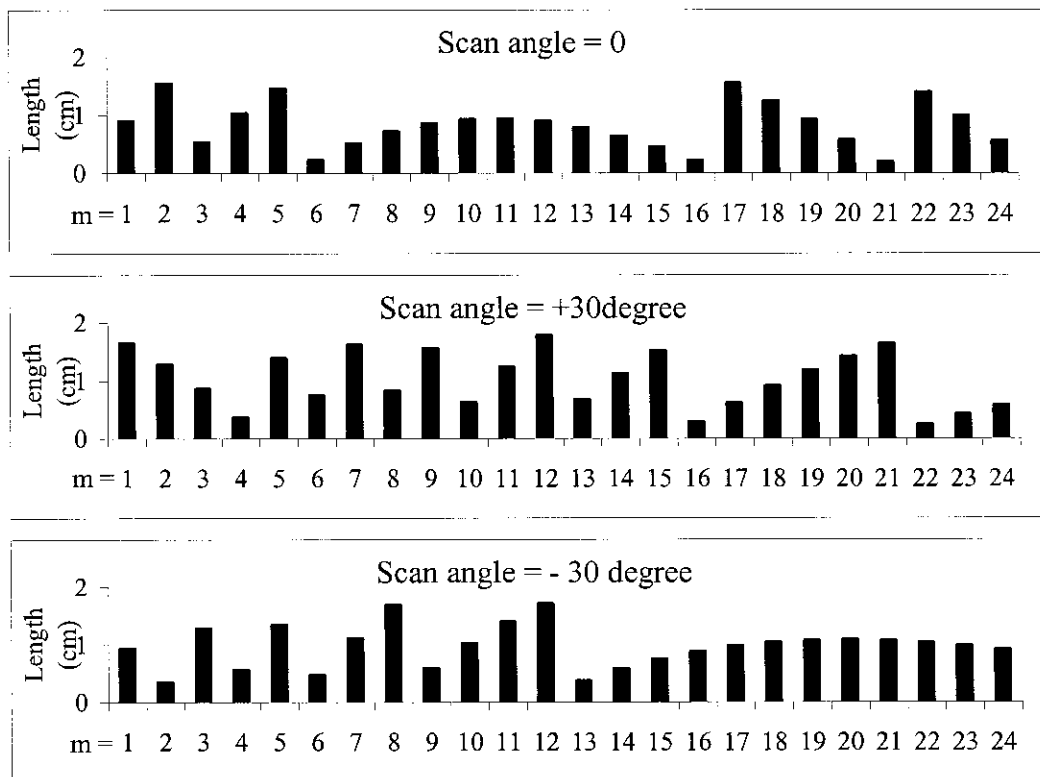 Scan angle = 0
Length
(cm)
2
1
0
m = 1 2 3 4 5 6 7 8 9 10 11 12 13 14 15 16 17 18 19 20 21 22 23 24
Scan angle = +30degree
Length
(cm)
2
1
0
m = 1 2 3 4 5 6 7 8 9 10 11 12 13 14 15 16 17 18 19 20 21 22 23 24
Scan angle = - 30 degree
Length
(cm)
2
1
0
m = 1 2 3 4 5 6 7 8 9 10 11 12 13 14 15 16 17 18 19 20 21 22 23 24